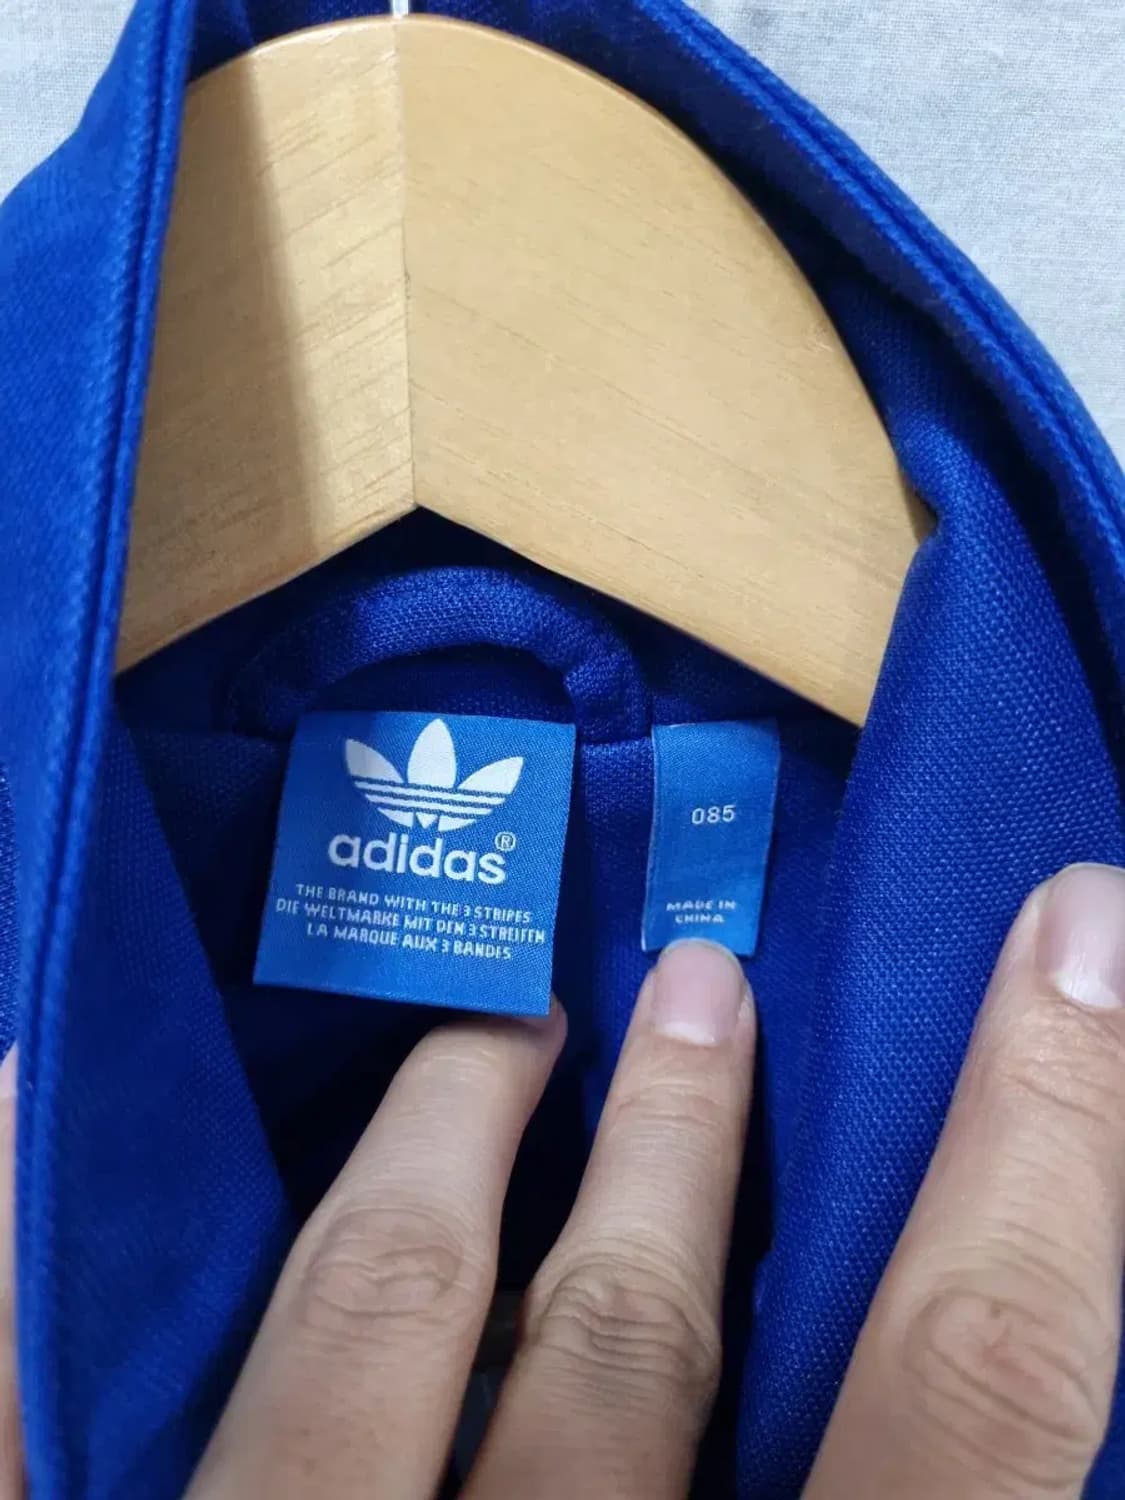 adidas®
THE BRAND WITH THE 3 STRIPES
DIE WELTMARKE MIT DEN 3 STREIFEN
LA MARQUE AUX 3 BANDES
085
MADE IN
CHINA